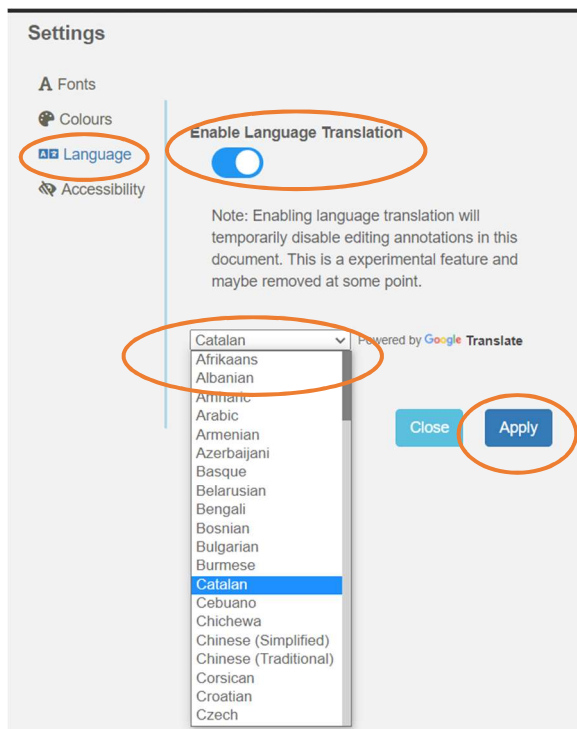 Settings
A Fonts
Colours
Language
Accessibility
Enable Language Translation
Note: Enabling language translation will
temporarily disable editing annotations in this
document. This is a experimental feature and
maybe removed at some point.
Catalan
Powered by Google Translate
Afrikaans
Albanian
Amharic
Arabic
Armenian
Azerbaijani
Basque
Belarusian
Bengali
Bosnian
Bulgarian
Burmese
Catalan
Cebuano
Chichewa
Chinese (Simplified)
Chinese (Traditional)
Corsican
Croatian
Czech
Close
Apply